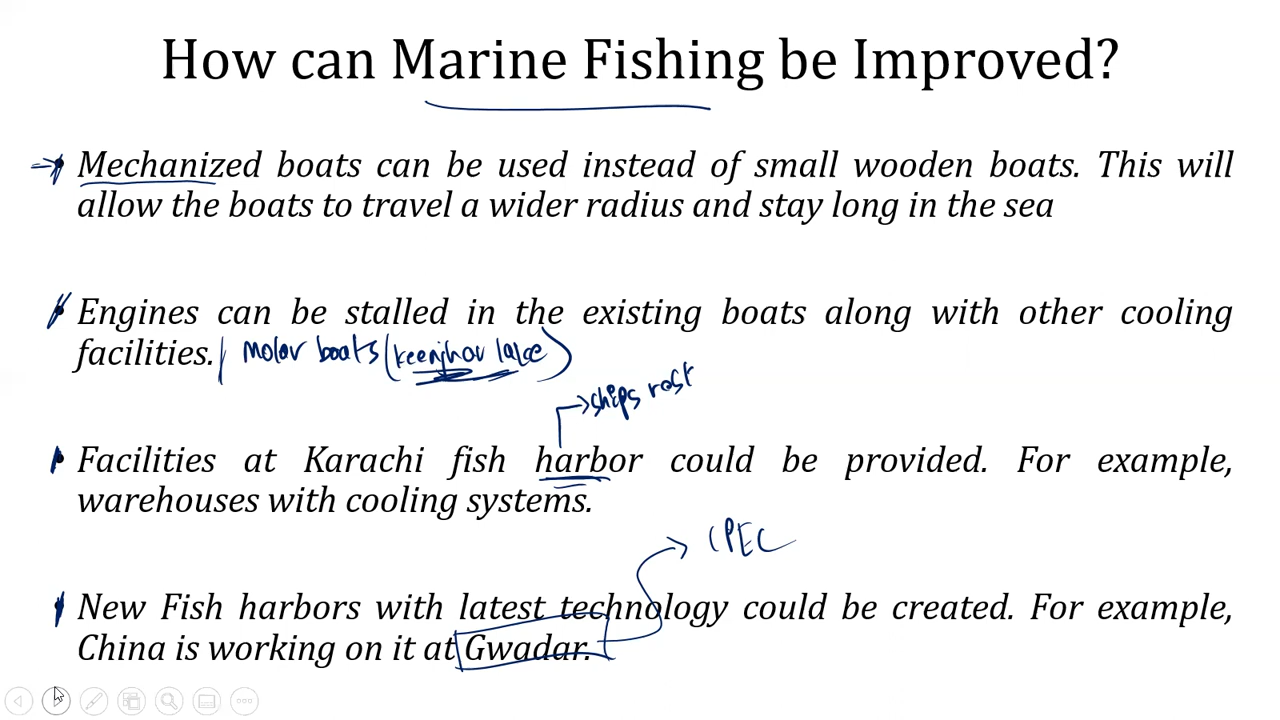 How can Marine Fishing be Improved?
• Mechanized boats can be used instead of small wooden boats. This will
allow the boats to travel a wider radius and stay long in the sea
• Engines can be stalled in the existing boats along with other cooling
facilities. Motor boats (keenjhar lake)
→ ships rest
• Facilities at Karachi fish harbor could be provided. For example,
warehouses with cooling systems.
→ CPEC
• New Fish harbors with latest technology could be created. For example,
China is working on it at Gwadar.